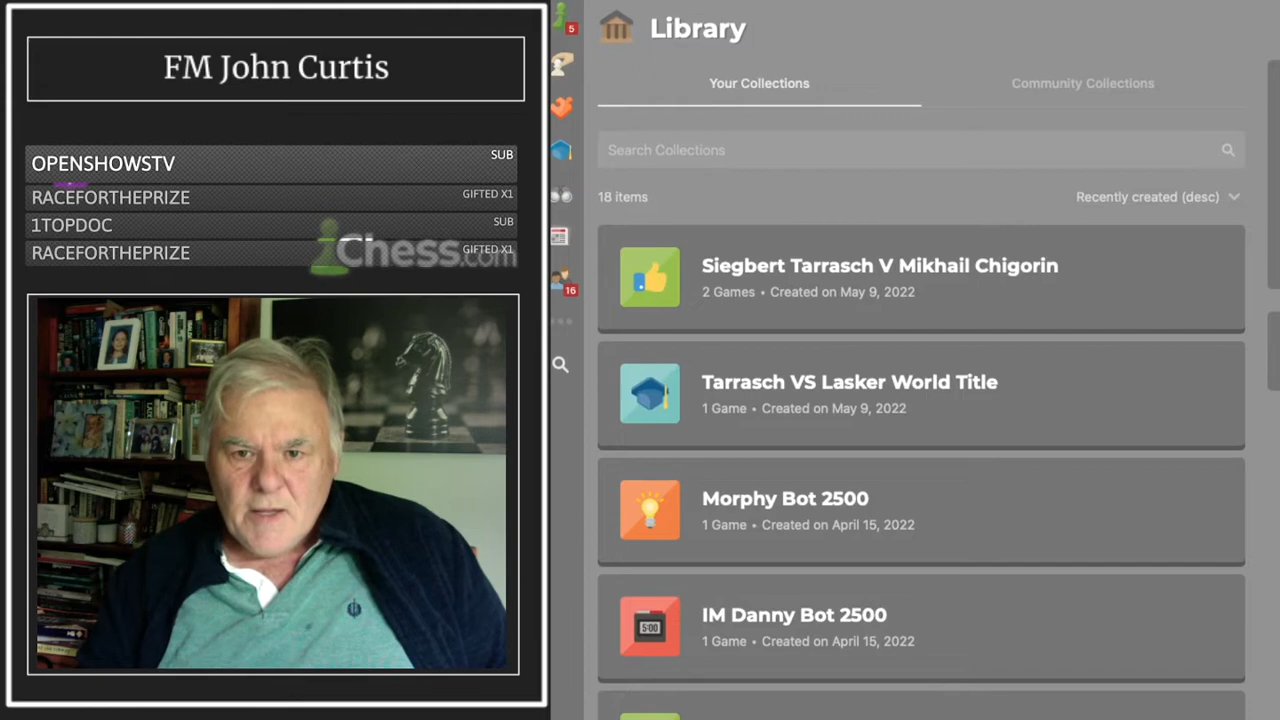 FM John Curtis
OPENSHOWSTV SUB
RACEFORTHEPRIZE GIFTED X1
1TOPDOC SUB
RACEFORTHEPRIZE GIFTED X1
Chess.com
5
16
Library
Your Collections Community Collections
Search Collections
18 items Recently created (desc)
Siegbert Tarrasch V Mikhail Chigorin
2 Games • Created on May 9, 2022
Tarrasch VS Lasker World Title
1 Game • Created on May 9, 2022
Morphy Bot 2500
1 Game • Created on April 15, 2022
5:00
IM Danny Bot 2500
1 Game • Created on April 15, 2022